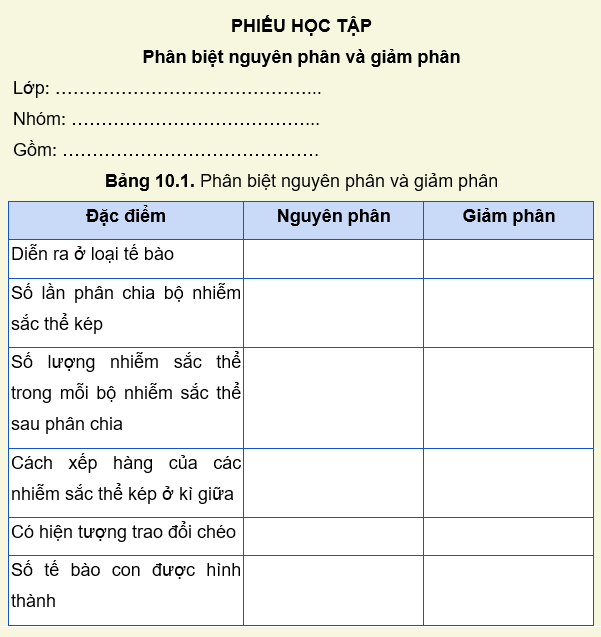 PHIẾU HỌC TẬP
Phân biệt nguyên phân và giảm phân
Lớp: ……………………………………..
Nhóm: …………………………………...
Gồm: …………………………………….
Bảng 10.1. Phân biệt nguyên phân và giảm phân
Đặc điểm Nguyên phân Giảm phân
Diễn ra ở loại tế bào
Số lần phân chia bộ nhiễm
sắc thể kép
Số lượng nhiễm sắc thể
trong mỗi bộ nhiễm sắc thể
sau phân chia
Cách xếp hàng của các
nhiễm sắc thể kép ở kì giữa
Có hiện tượng trao đổi chéo
Số tế bào con được hình
thành